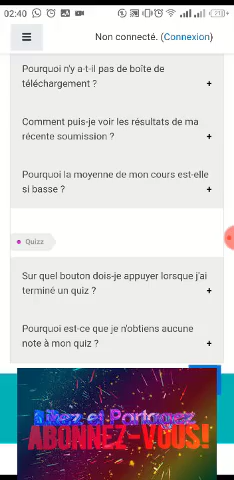 02:40
Non connecté. (Connexion)
Pourquoi n'y a-t-il pas de boîte de
téléchargement ?
+
Comment puis-je voir les résultats de ma
récente soumission ?
+
Pourquoi la moyenne de mon cours est-elle
si basse ?
+
Quizz
Sur quel bouton dois-je appuyer lorsque j'ai
terminé un quiz ?
+
Pourquoi est-ce que je n'obtiens aucune
note à mon quiz ?
+
Likez et Partagez
ABONNEZ-VOUS!